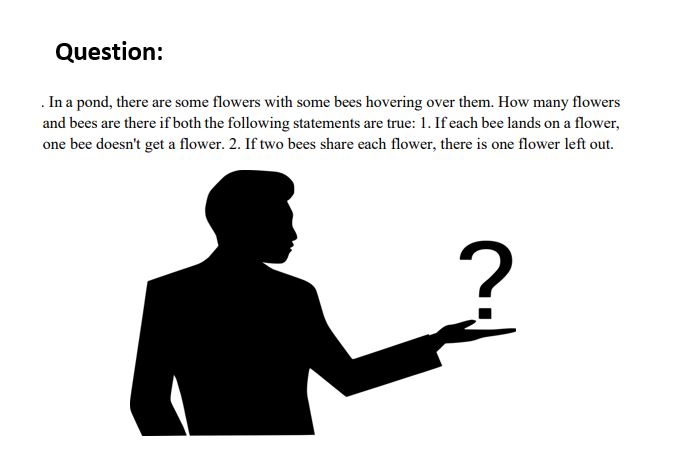 Question:
. In a pond, there are some flowers with some bees hovering over them. How many flowers
and bees are there if both the following statements are true: 1. If each bee lands on a flower,
one bee doesn't get a flower. 2. If two bees share each flower, there is one flower left out.
?